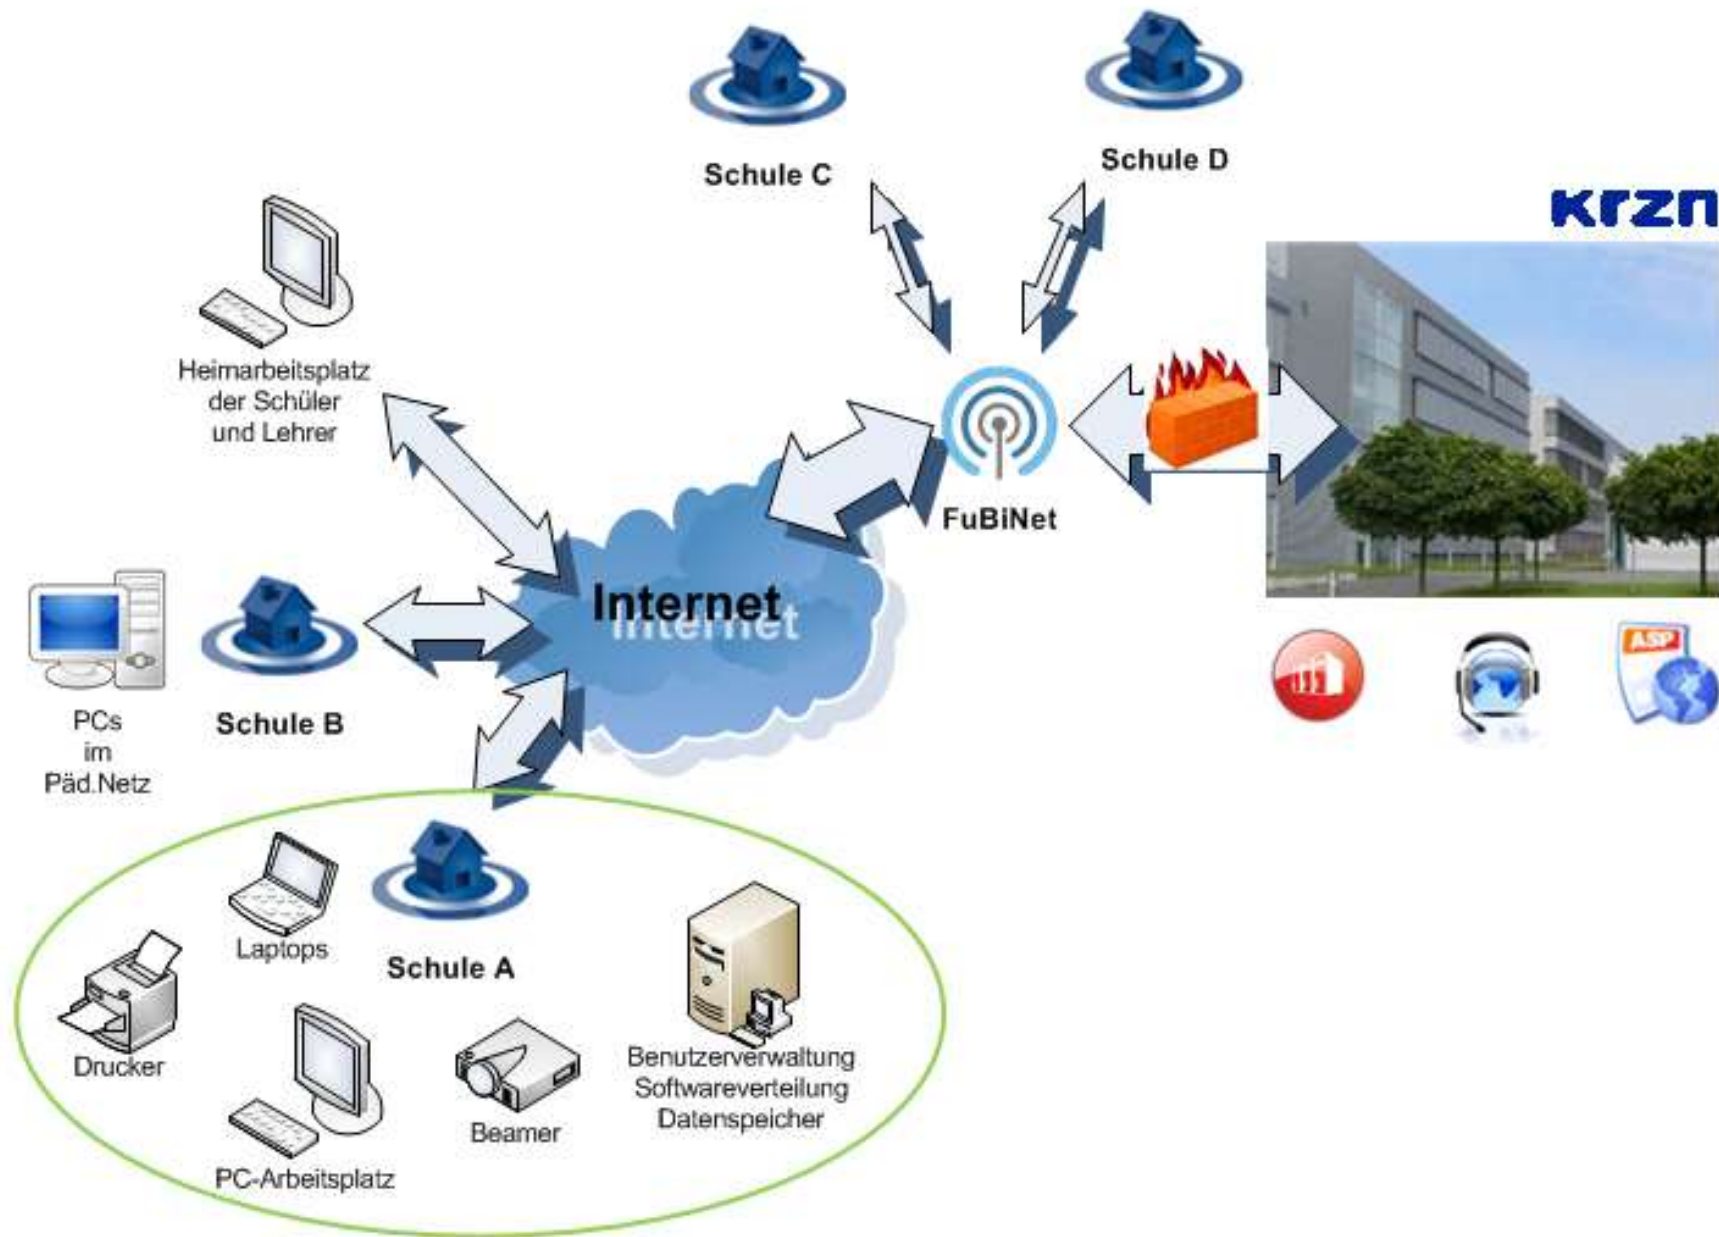 Schule C
Schule D
krzn
Heimarbeitsplatz
der Schüler
und Lehrer
FuBiNet
Internet
Internet
ASP
Schule B
PCs
im
Päd.Netz
Laptops
Schule A
Drucker
Benutzerverwaltung
Softwareverteilung
Datenspeicher
Beamer
PC-Arbeitsplatz